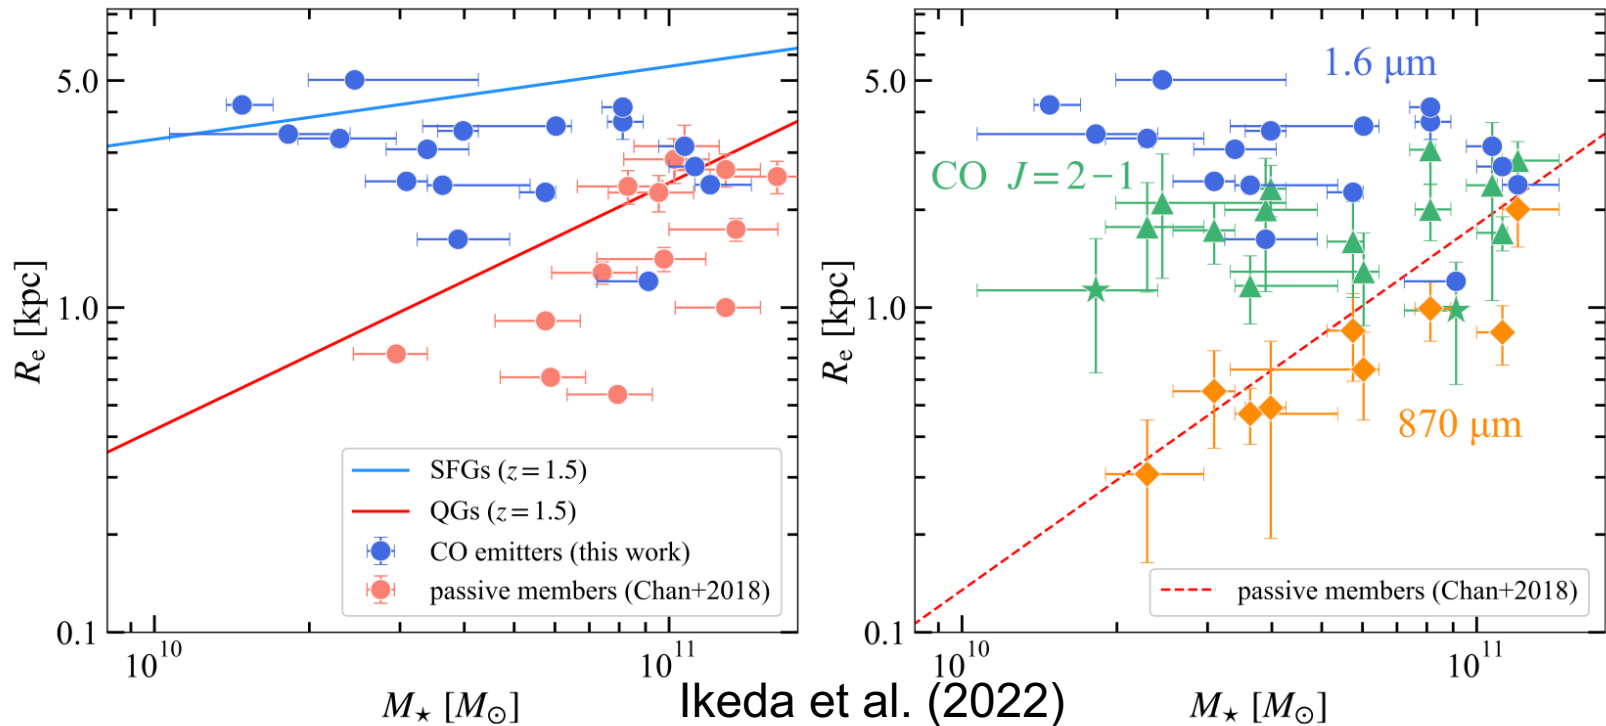 5.0
1.0
0.1
R_e [kpc]
10^10
10^11
M_⋆ [M_⊙]
SFGs (z = 1.5)
QGs (z = 1.5)
CO emitters (this work)
passive members (Chan+2018)
5.0
1.0
0.1
R_e [kpc]
1.6 μm
CO J = 2 − 1
870 μm
passive members (Chan+2018)
10^10
10^11
M_⋆ [M_⊙]
Ikeda et al. (2022)